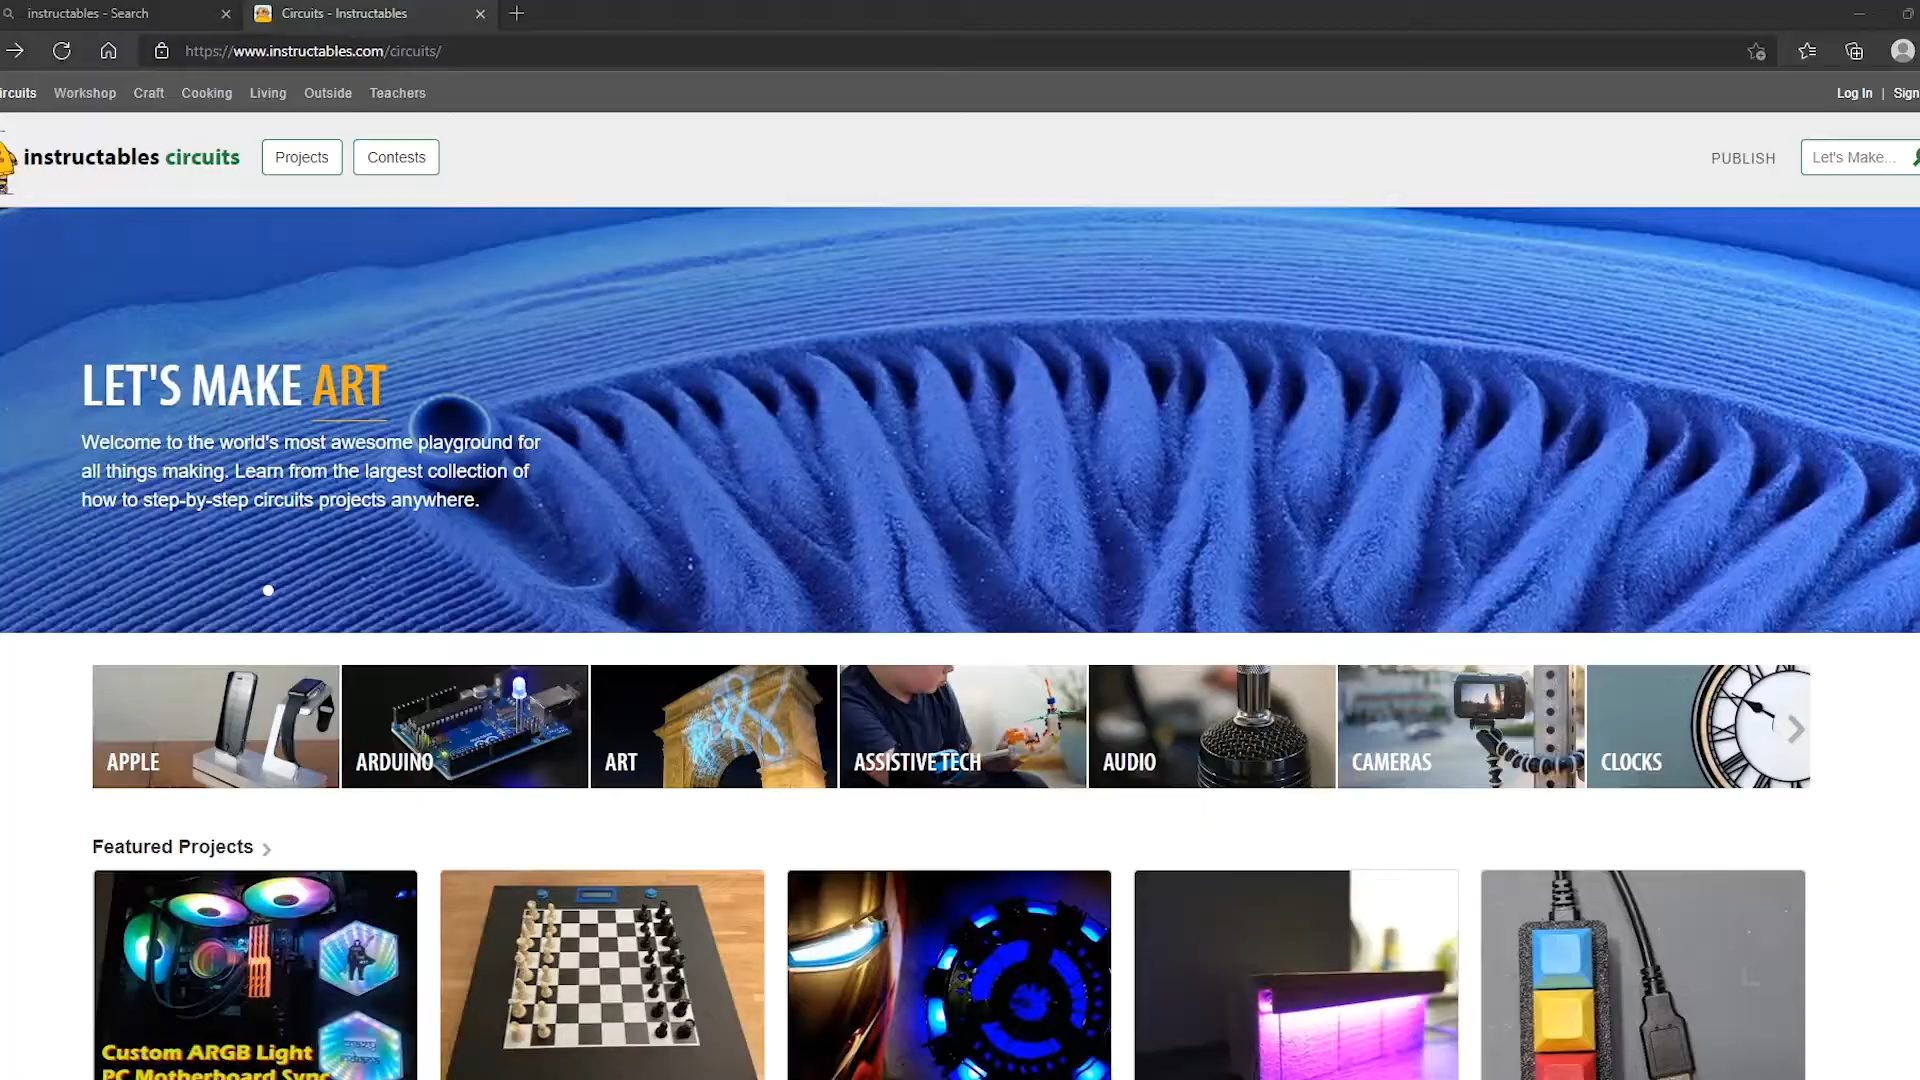 instructables - Search
Circuits - Instructables
https://www.instructables.com/circuits/
ircuits Workshop Craft Cooking Living Outside Teachers
Log In | Sign
instructables circuits
Projects
Contests
PUBLISH
Let's Make...
LET'S MAKE ART
Welcome to the world's most awesome playground for
all things making. Learn from the largest collection of
how to step-by-step circuits projects anywhere.
APPLE
ARDUINO
ART
ASSISTIVE TECH
AUDIO
CAMERAS
CLOCKS
Featured Projects
Custom ARGB Light
PC Motherboard Sync